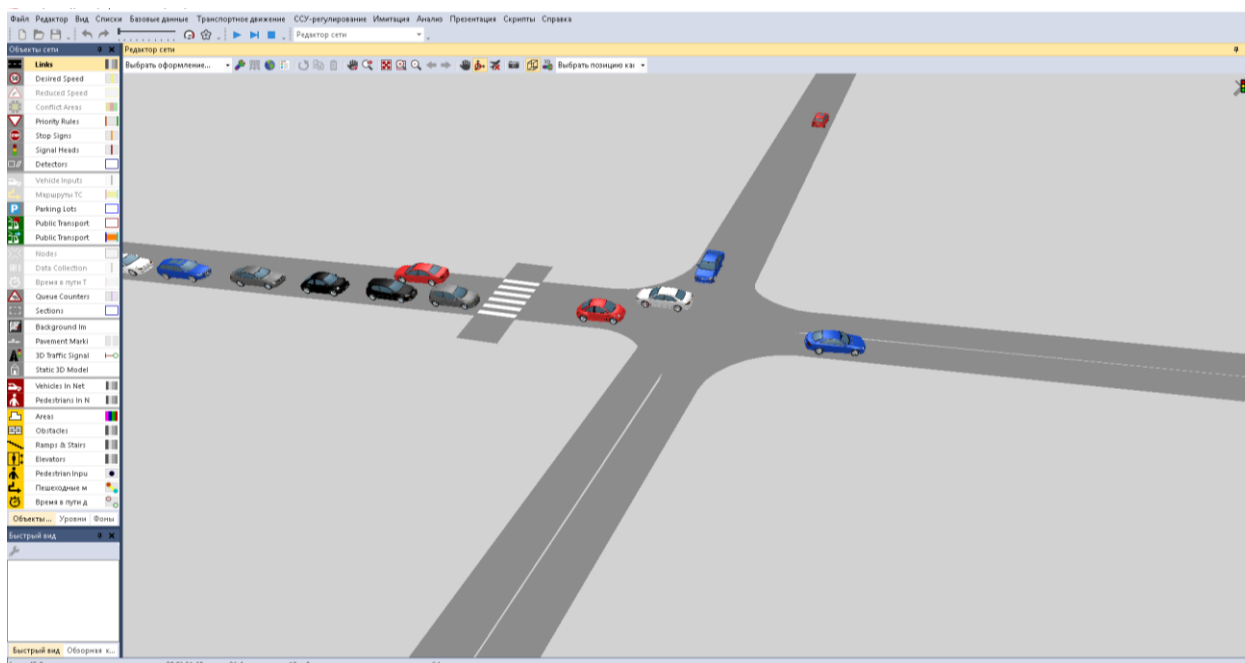 Файл Редактор Вид Списки Базовые данные Транспортное движение ССУ-регулирование Имитация Анализ Презентация Скрипты Справка
Редактор сети
Объекты сети
Редактор сети
Выбрать оформление...
Выбрать позицию кал
Links
Desired Speed
Reduced Speed
Conflict Areas
Priority Rules
Stop Signs
Signal Heads
Detectors
Vehicle Inputs
Маршруты ТС
Parking Lots
Public Transport
Public Transport
Nodes
Data Collection
Время в пути Т
Queue Counters
Sections
Background Im
Pavement Marki
3D Traffic Signal
Static 3D Model
Vehicles In Net
Pedestrians In N
Areas
Obstacles
Ramps & Stairs
Elevators
Pedestrian Inpu
Пешеходные м
Время в пути д
Объекты... Уровни Фоны
Быстрый вид
Быстрый вид Обзорная к...